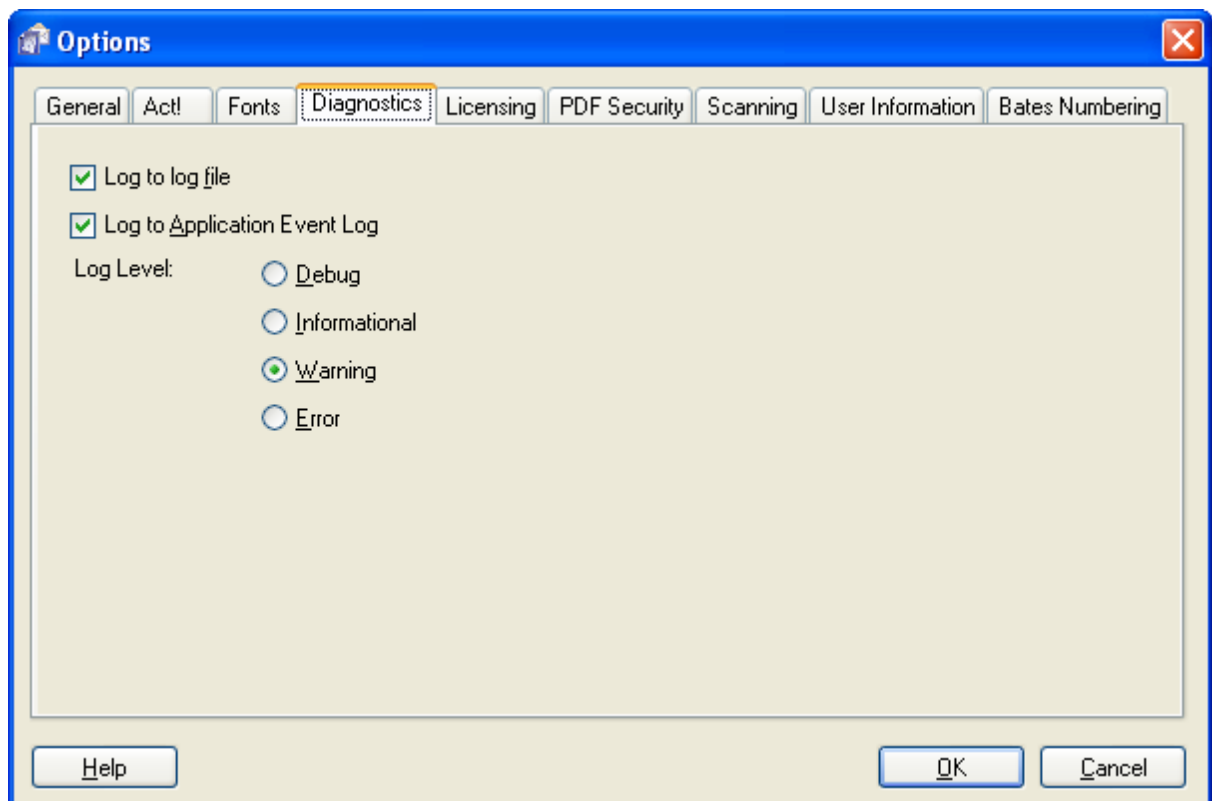 Options
General Act! Fonts Diagnostics Licensing PDF Security Scanning User Information Bates Numbering
Log to log file
Log to Application Event Log
Log Level:
Debug
Informational
Warning
Error
Help OK Cancel